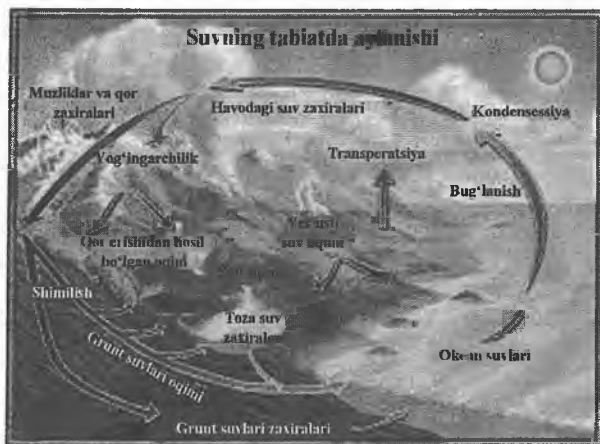 Suvning tabiatda aylanishi
Muzliklar va qor
zaxiralari
Havodagi suv zaxiralari
Kondensessiya
Yog‘ingarchilik
Transperatsiya
Bug‘lanish
Qor erishidan hosil
bo‘lgan oqim
Yer usti
suv oqimi
Shimilish
Toza suv
zaxiralari
Okean suvlari
Grunt suvlari oqimi
Grunt suvlari zaxiralari